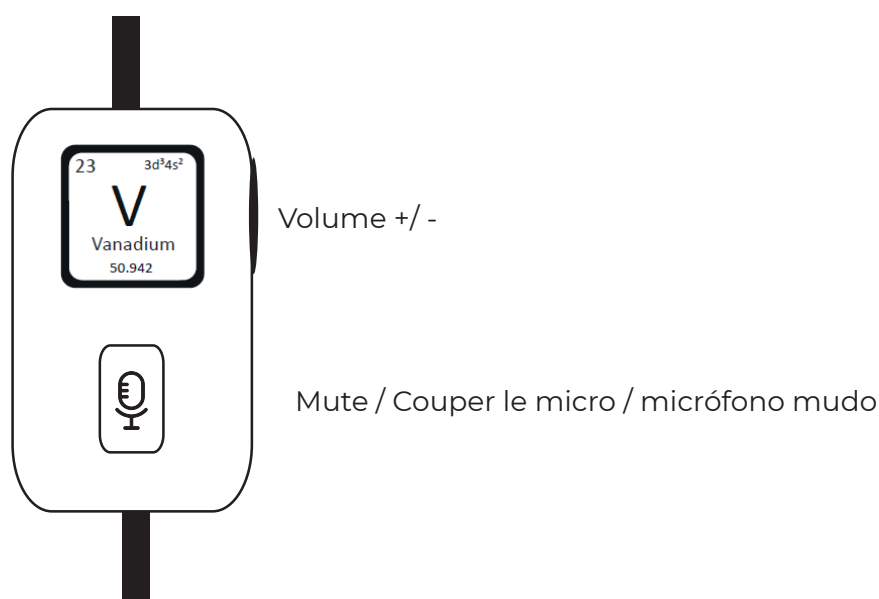 23 3d³4s²
V
Vanadium
50.942
Volume +/ -
Mute / Couper le micro / micrófono mudo